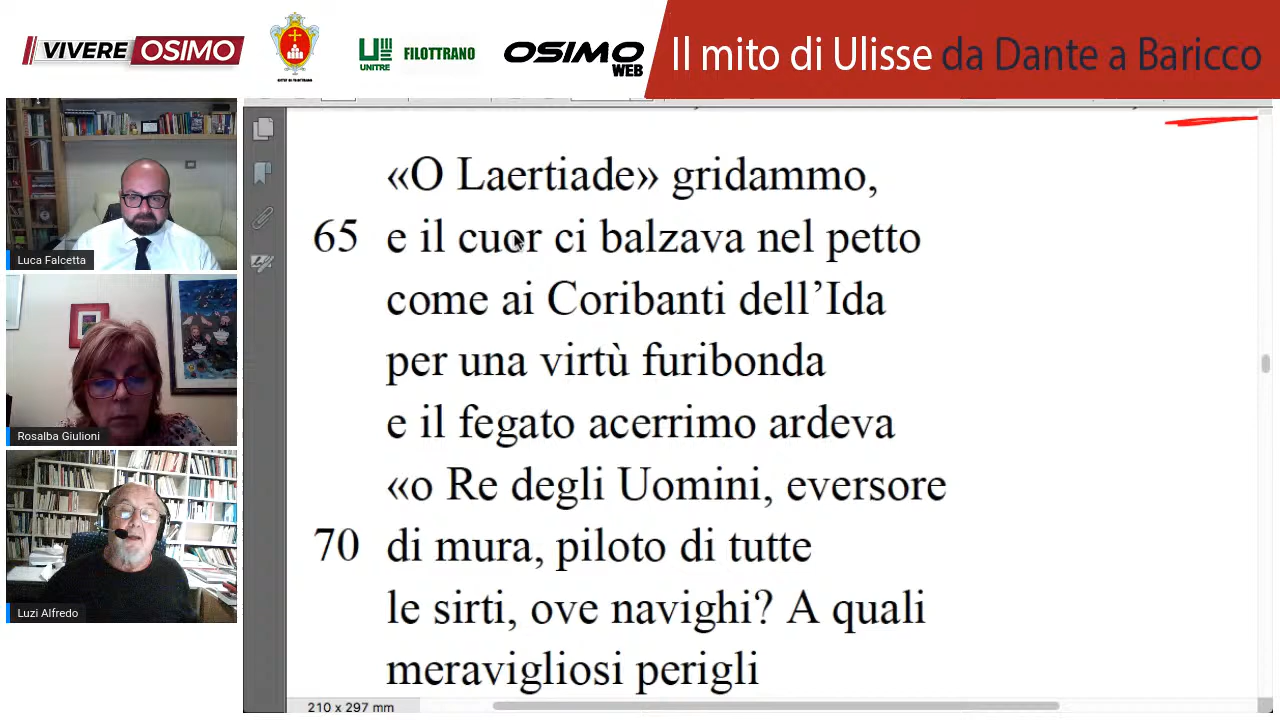 VIVERE OSIMO
UNITRE
FILOTTRANO
OSIMO
WEB
Il mito di Ulisse da Dante a Baricco
Luca Falcetta
Rosalba Giulioni
Luzi Alfredo
«O Laertiade» gridammo,
65 e il cuor ci balzava nel petto
come ai Coribanti dell’Ida
per una virtù furibonda
e il fegato acerrimo ardeva
«o Re degli Uomini, eversore
70 di mura, piloto di tutte
le sirti, ove navighi? A quali
meravigliosi perigli
210 x 297 mm